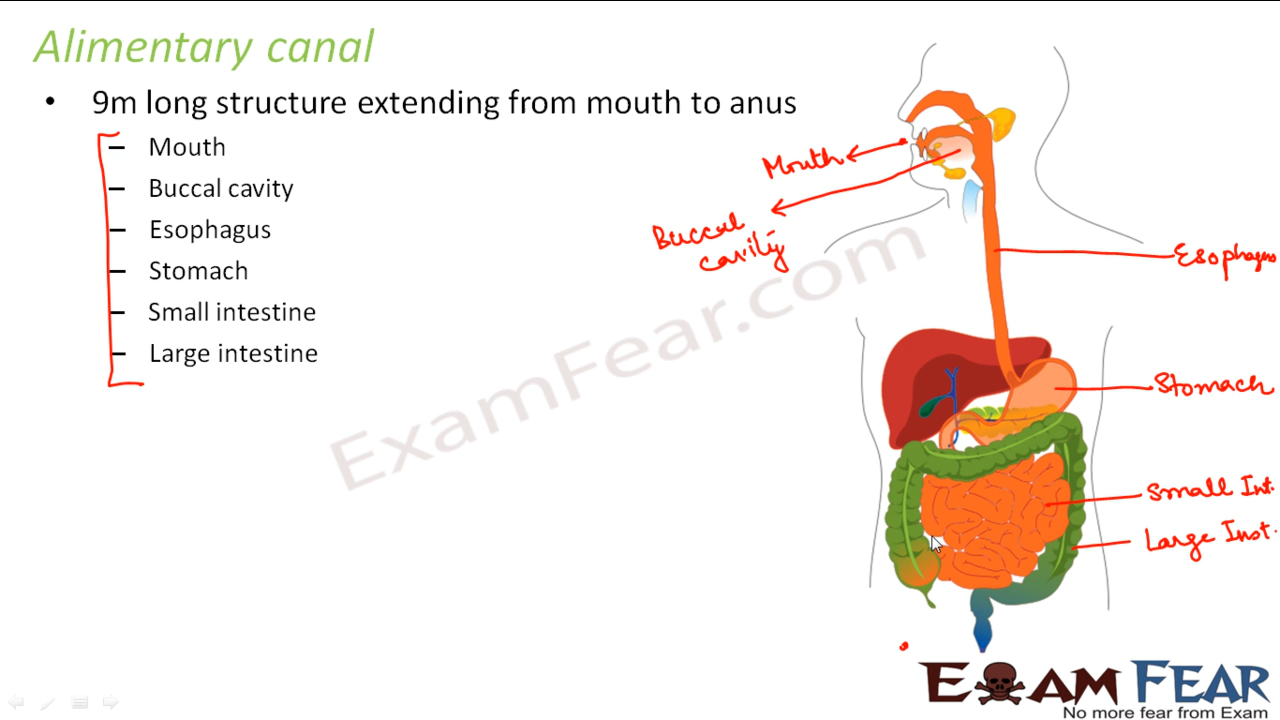 Alimentary canal
• 9m long structure extending from mouth to anus
– Mouth
– Buccal cavity
– Esophagus
– Stomach
– Small intestine
– Large intestine
Mouth
Buccal
cavity
Esophagus
Stomach
Small Int.
Large Inst.
ExamFear.com
EXAM FEAR
No more fear from Exam